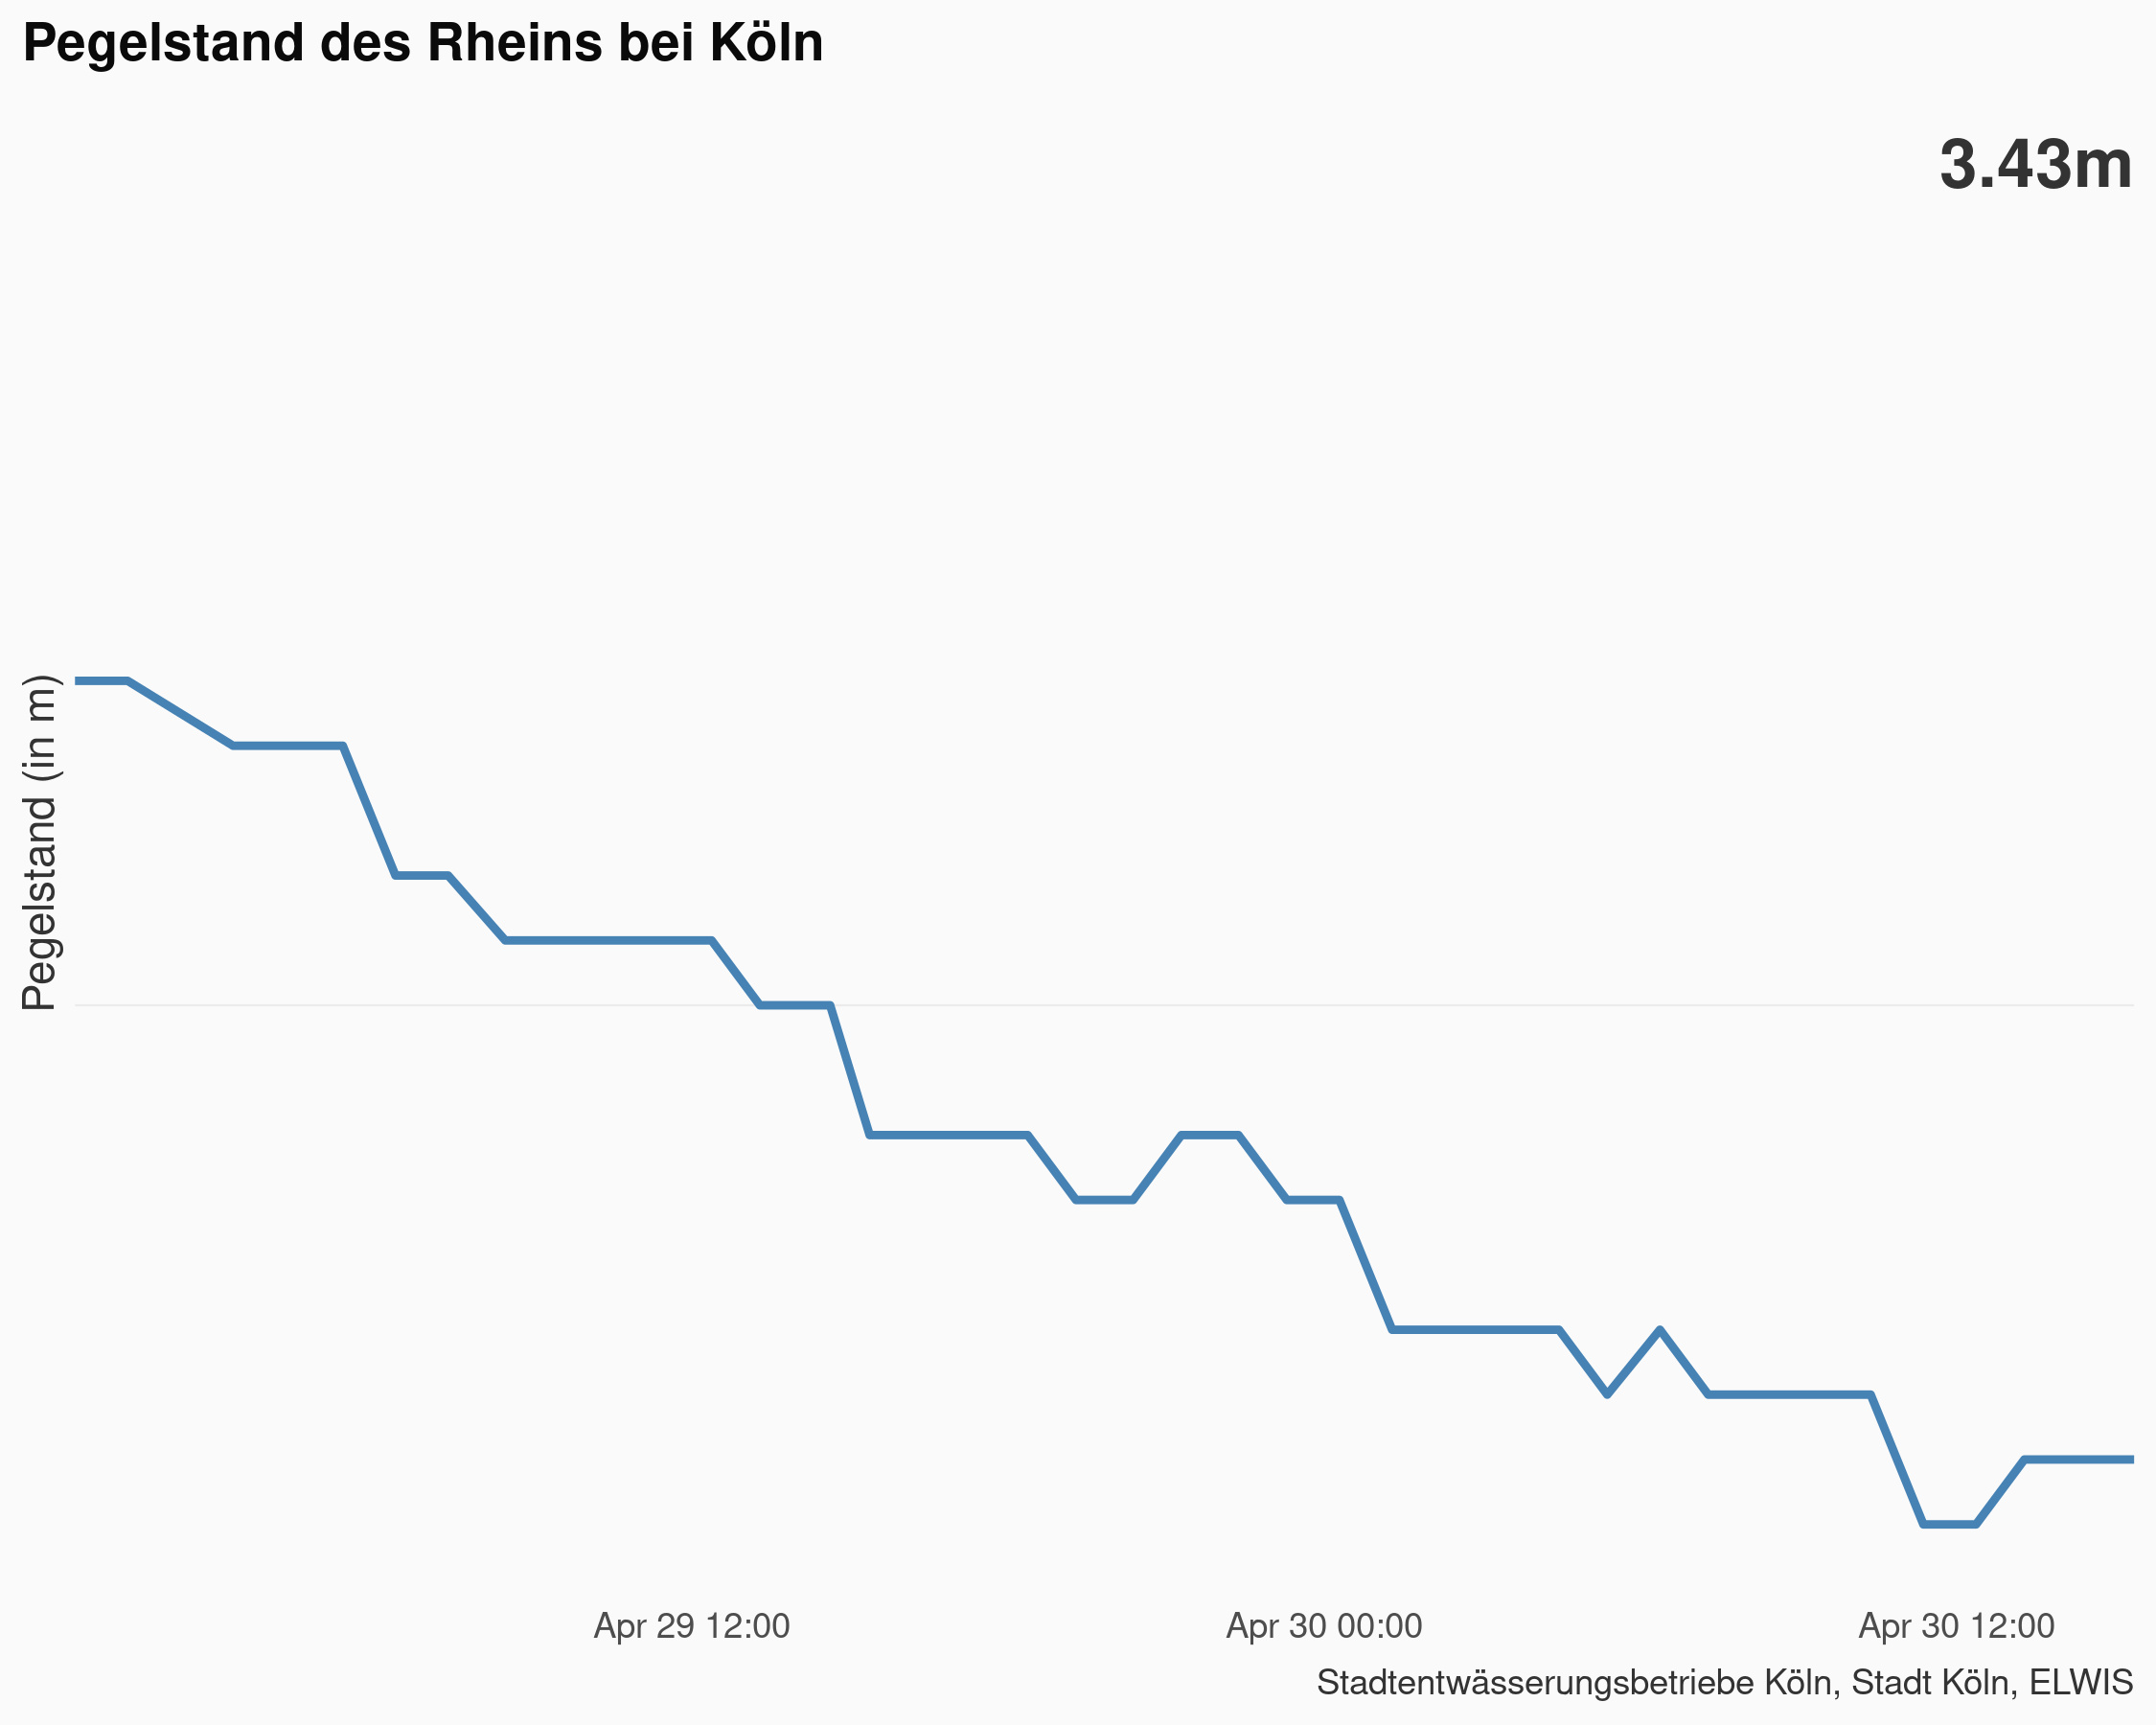 Pegelstand des Rheins bei Köln
3.43m
Pegelstand (in m)
Apr 29 12:00
Apr 30 00:00
Apr 30 12:00
Stadtentwässerungsbetriebe Köln, Stadt Köln, ELWIS